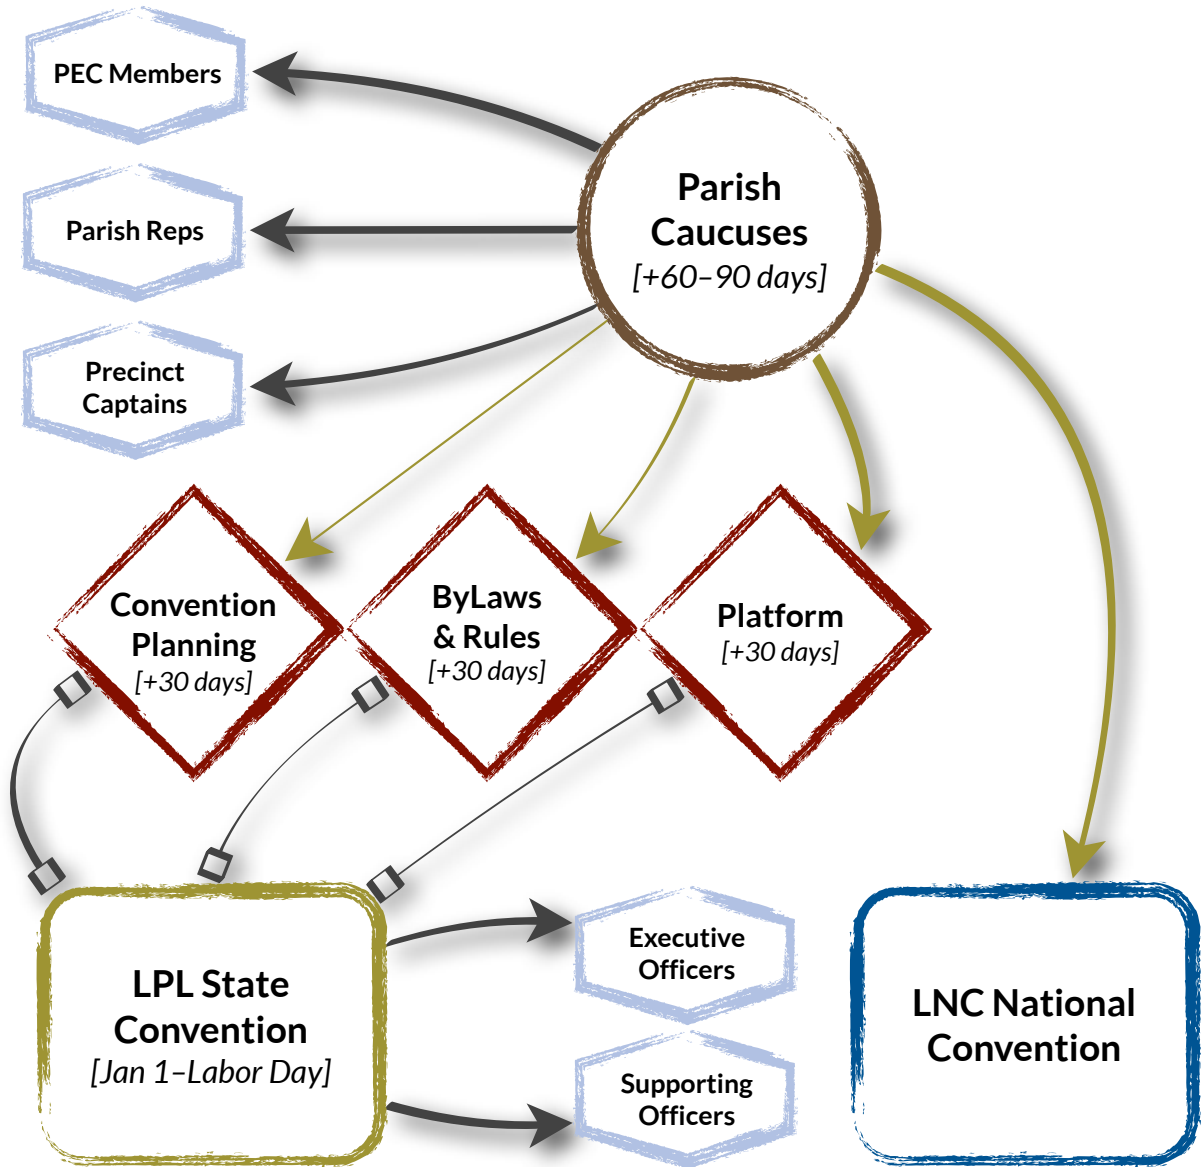 PEC Members
Parish
Caucuses
[+60–90 days]
Parish Reps
Precinct
Captains
Convention
Planning
[+30 days]
ByLaws
& Rules
[+30 days]
Platform
[+30 days]
LPL State
Convention
[Jan 1–Labor Day]
Executive
Officers
Supporting
Officers
LNC National
Convention